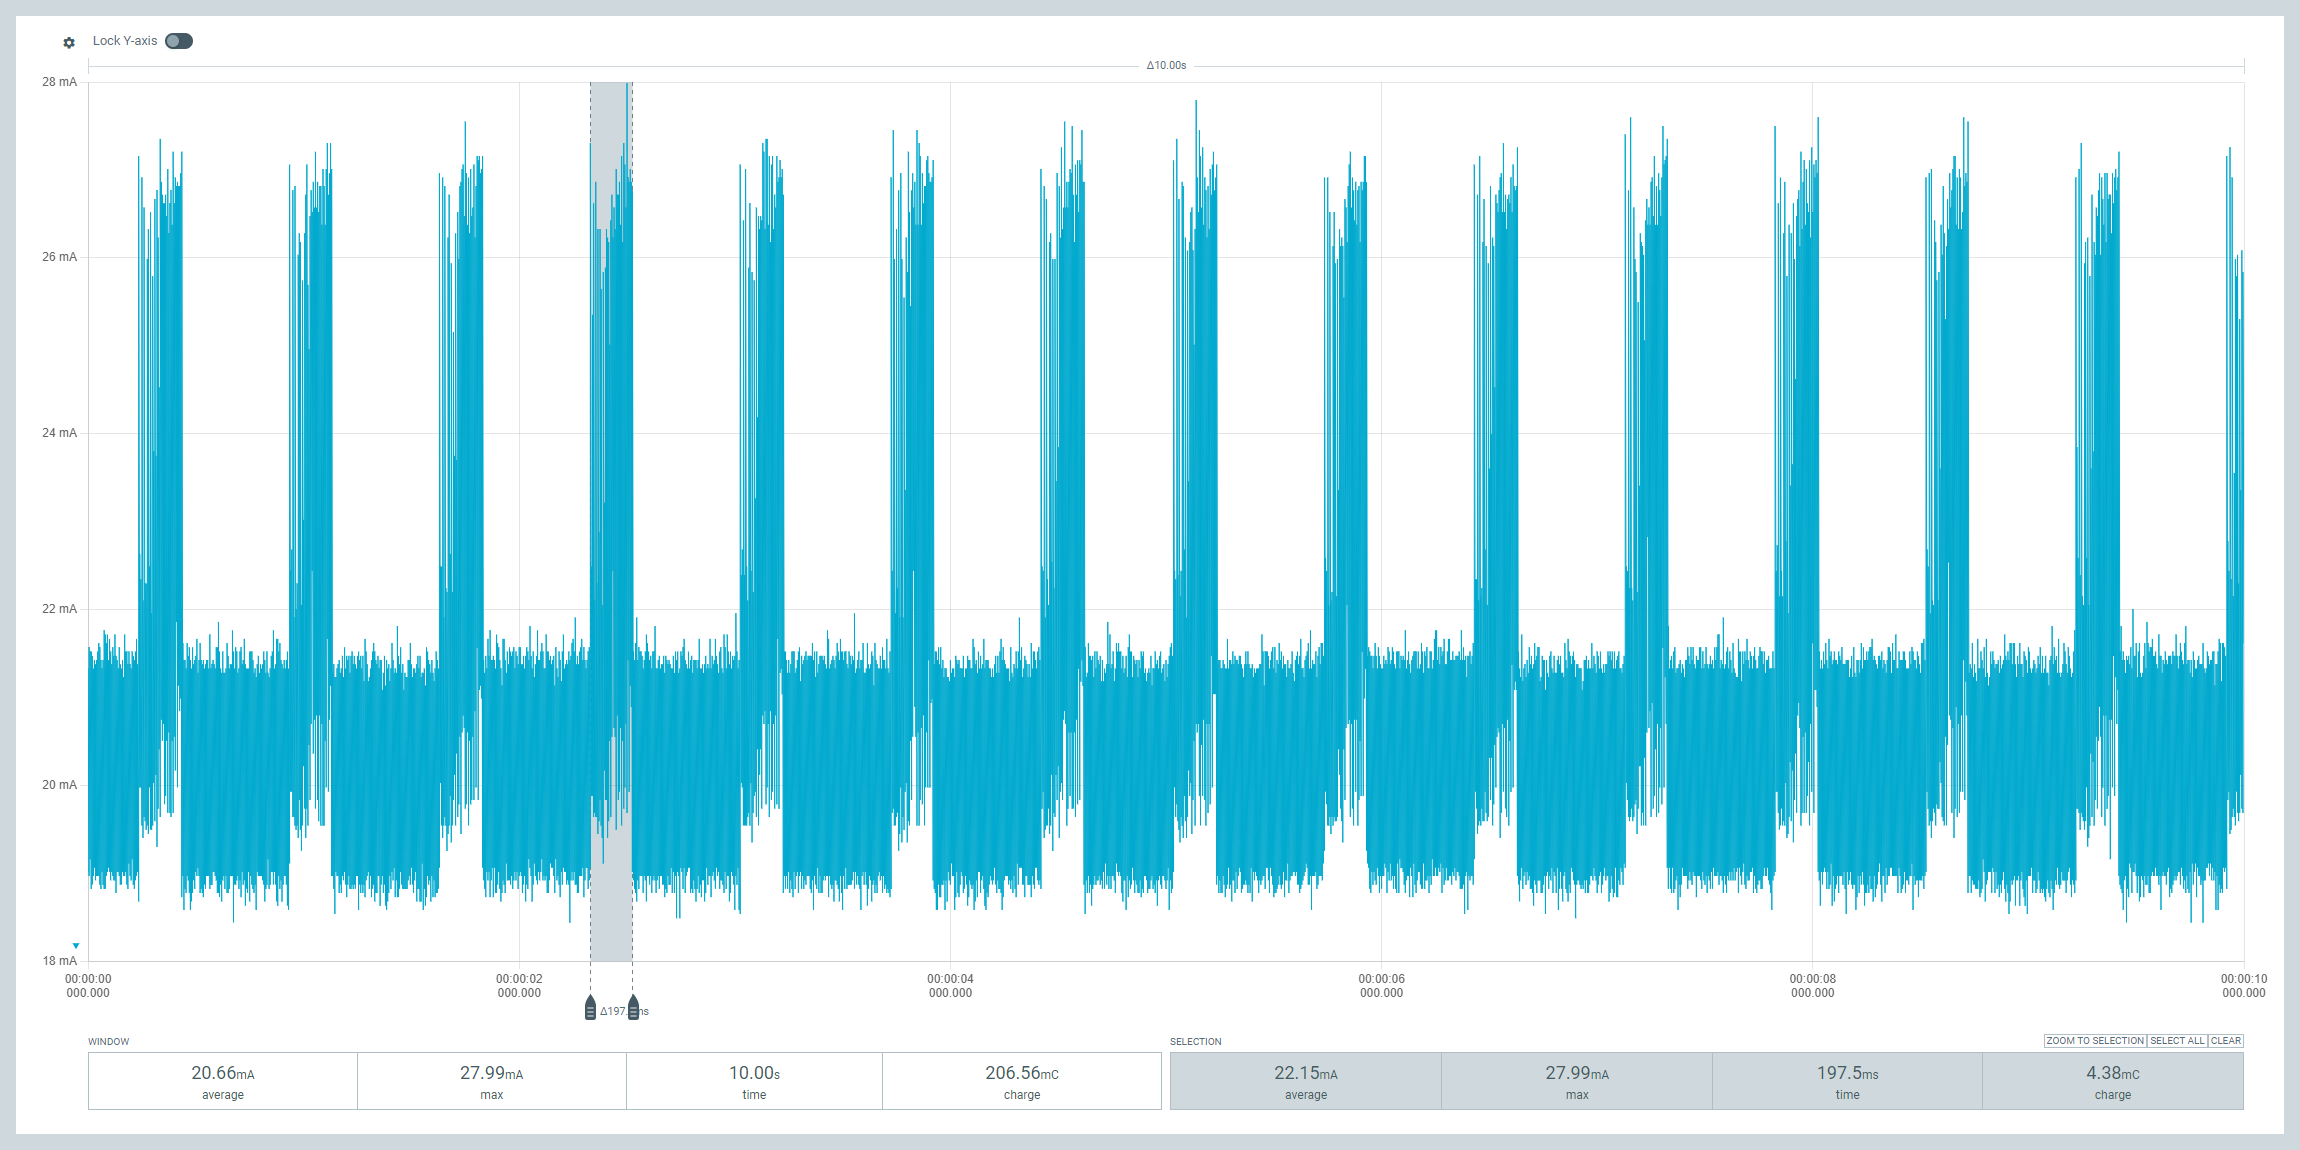 Lock Y-axis
Δ10.00s
28 mA
26 mA
24 mA
22 mA
20 mA
18 mA
00:00:00 00:00:02 00:00:04 00:00:06 00:00:08 00:00:10
000.000 000.000 000.000 000.000 000.000 000.000
Δ197. ns
WINDOW SELECTION ZOOM TO SELECTION SELECT ALL CLEAR
20.66mA 27.99mA 10.00s 206.56mC 22.15mA 27.99mA 197.5ms 4.38mC
average max time charge average max time charge